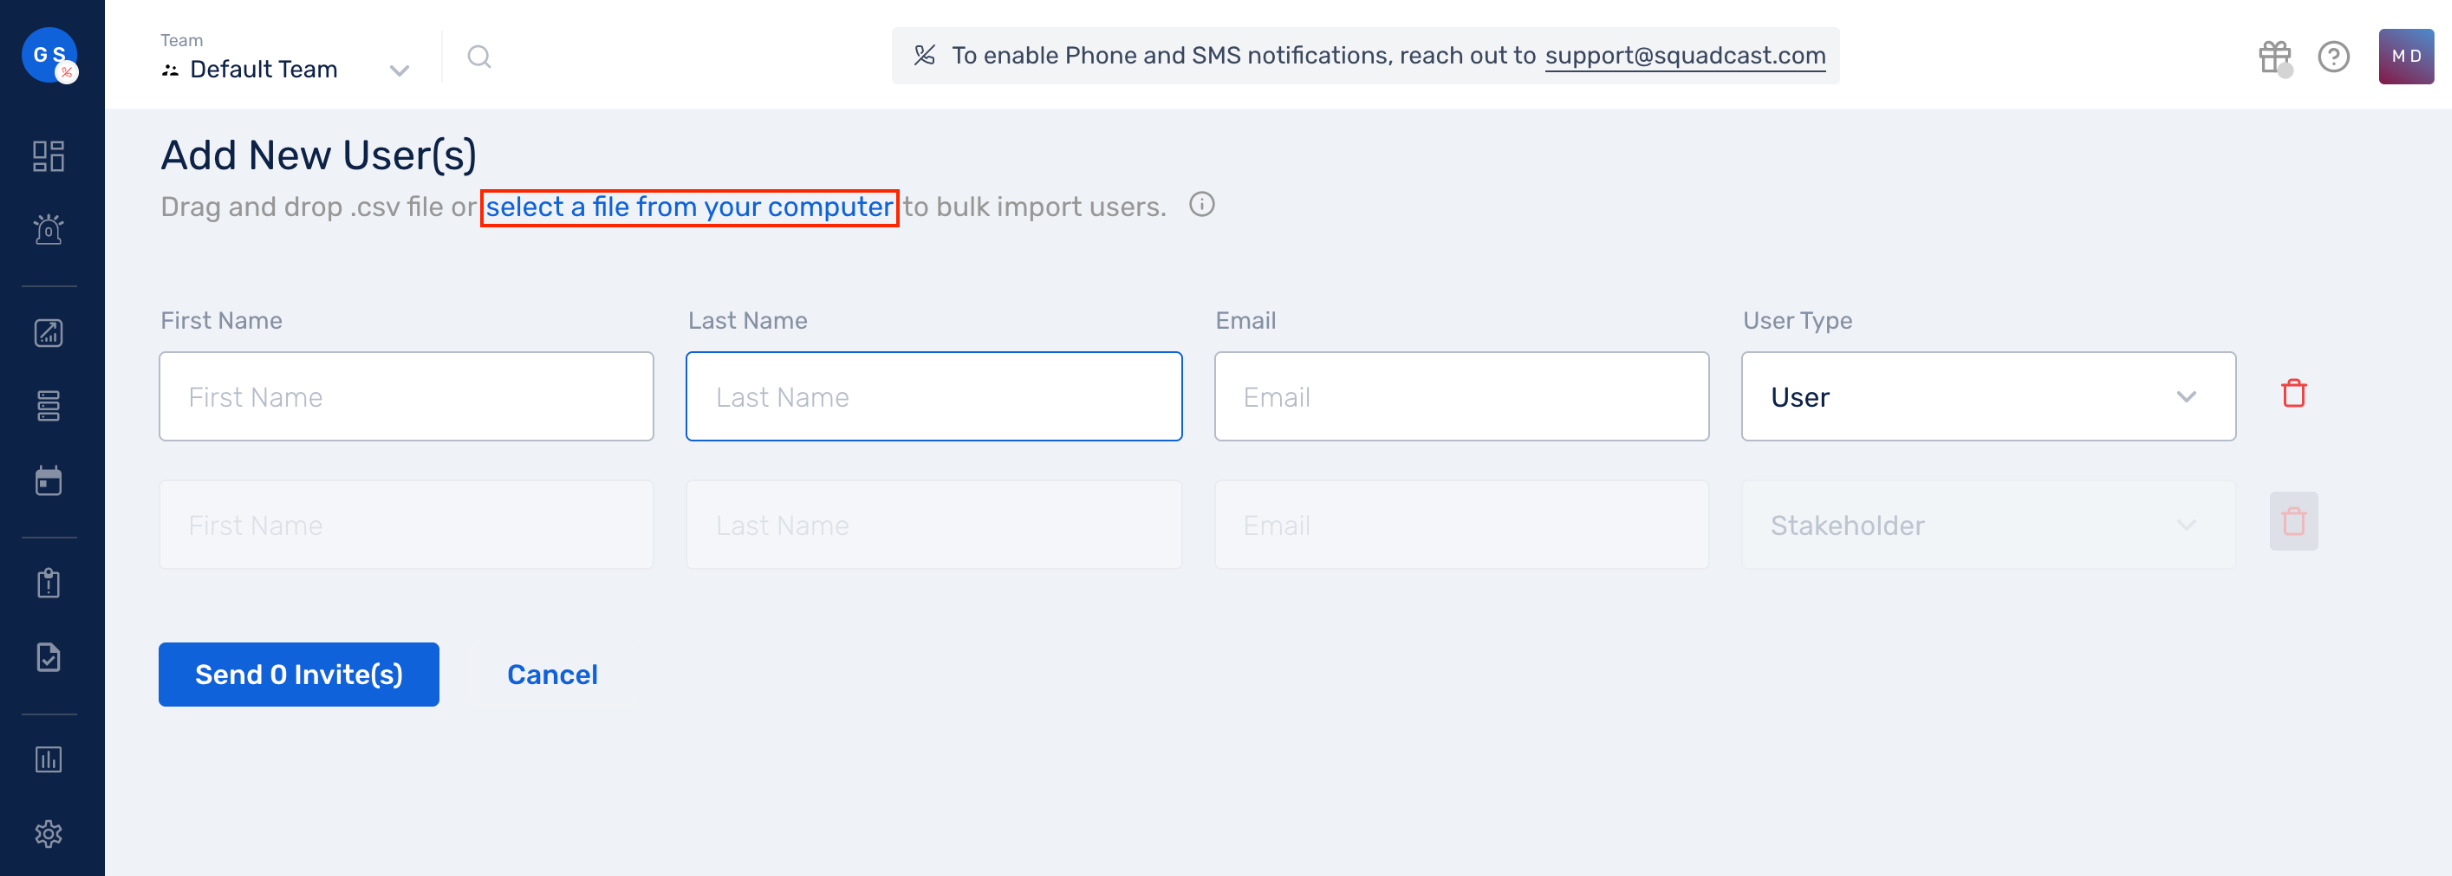 G S
Team
Default Team
To enable Phone and SMS notifications, reach out to support@squadcast.com
M D
Add New User(s)
Drag and drop .csv file or select a file from your computer to bulk import users.
First Name Last Name Email User Type
First Name Last Name Email User
First Name Last Name Email Stakeholder
Send 0 Invite(s) Cancel